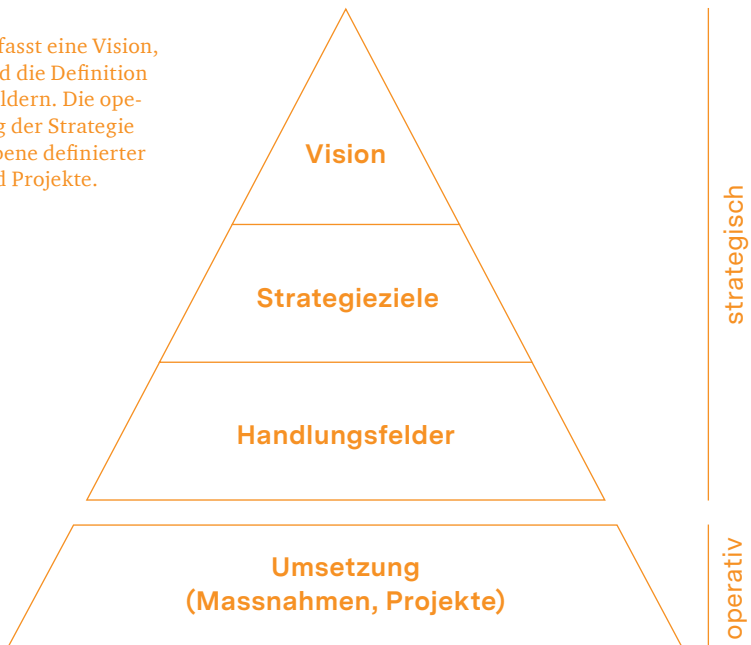 fasst eine Vision,
d die Definition
ldern. Die ope-
g der Strategie
bene definierter
d Projekte.
Vision
Strategieziele
Handlungsfelder
Umsetzung
(Massnahmen, Projekte)
strategisch
operativ